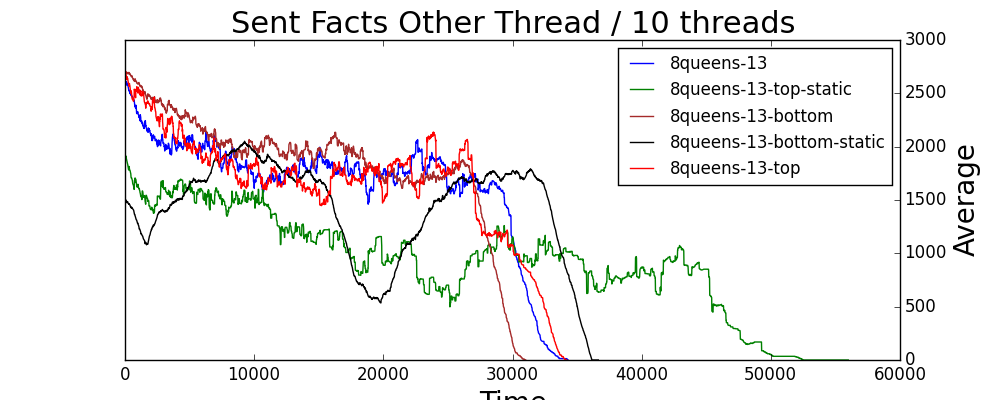 Sent Facts Other Thread / 10 threads
8queens-13
8queens-13-top-static
8queens-13-bottom
8queens-13-bottom-static
8queens-13-top
3000
2500
2000
1500
1000
500
0
Average
0 10000 20000 30000 40000 50000 60000
Time